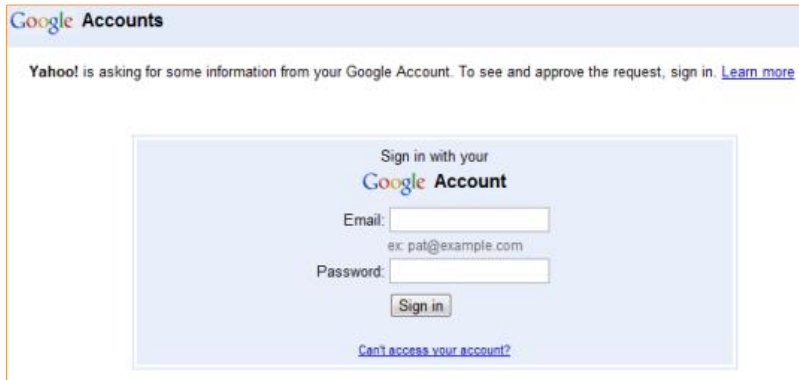 Google Accounts
Yahoo! is asking for some information from your Google Account. To see and approve the request, sign in. Learn more
Sign in with your
Google Account
Email:
ex: pat@example.com
Password:
Sign in
Can't access your account?